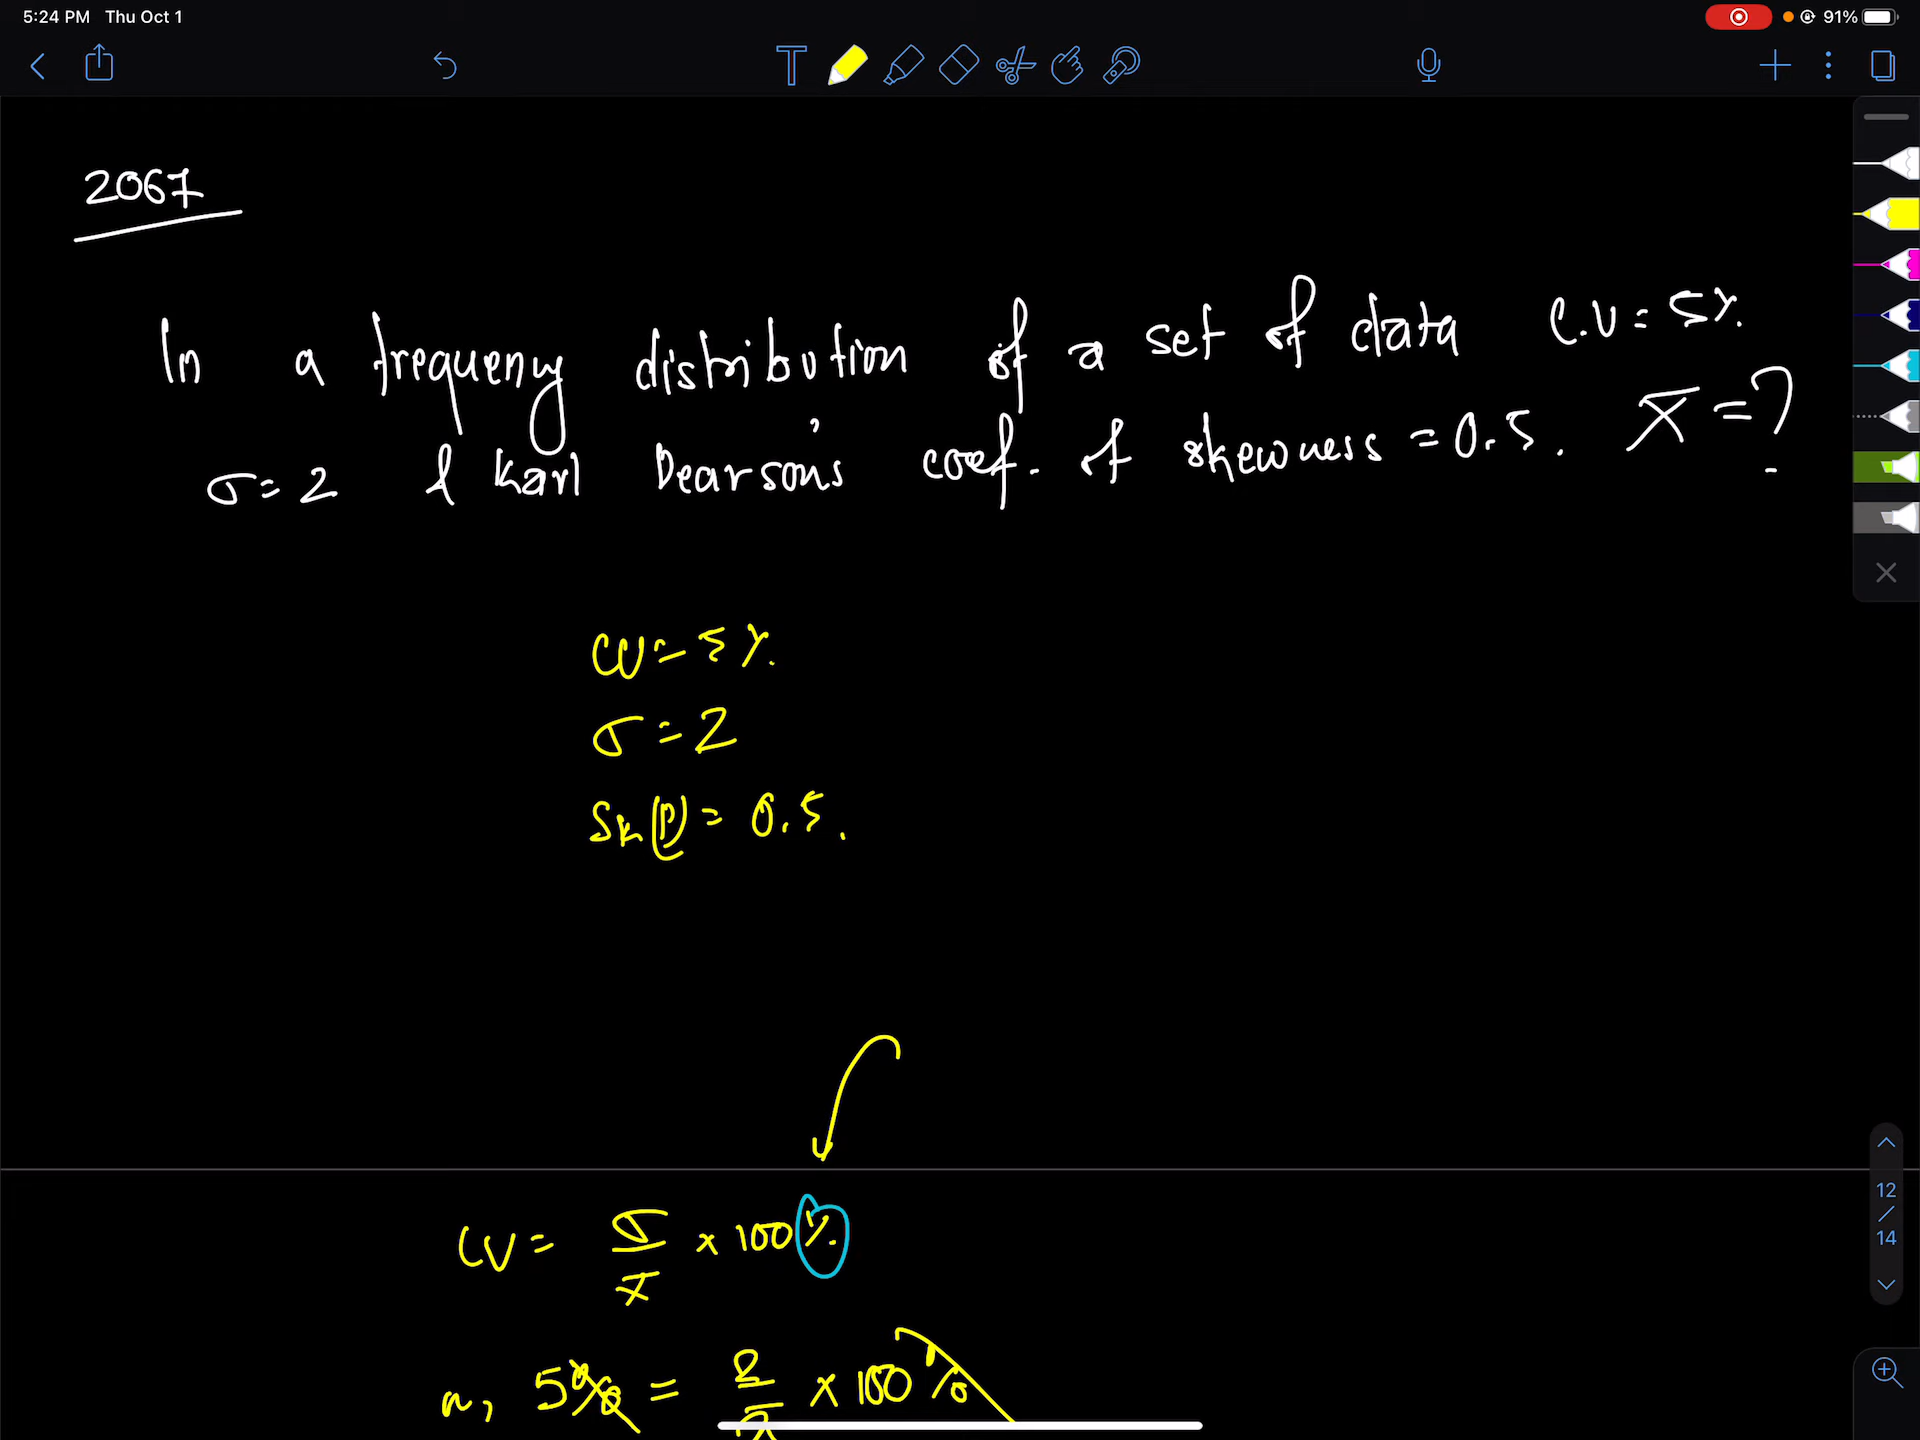 5:24 PM Thu Oct 1
91%
T
2067
In a frequency distribution of a set of data C.V = 5%.
σ = 2 & Karl Pearson's coef. of skewness = 0.5. X̄ = ?
CV = 5%.
σ = 2
Sk(P) = 0.5.
12
/
14
CV = σ/x̄ × 100%.
or, 5% = 2/x̄ × 100%